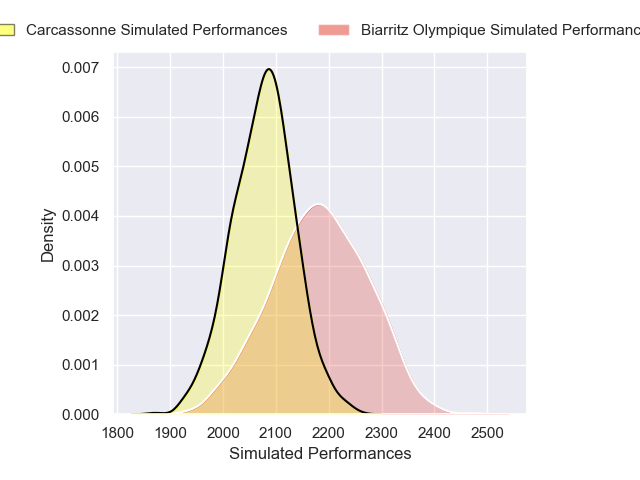 Carcassonne Simulated Performances Biarritz Olympique Simulated
0.007
0.006
0.005
0.004
0.003
0.002
0.001
0.000
Density
1800 1900 2000 2100 2200 2300 2400 2500
Simulated Performances